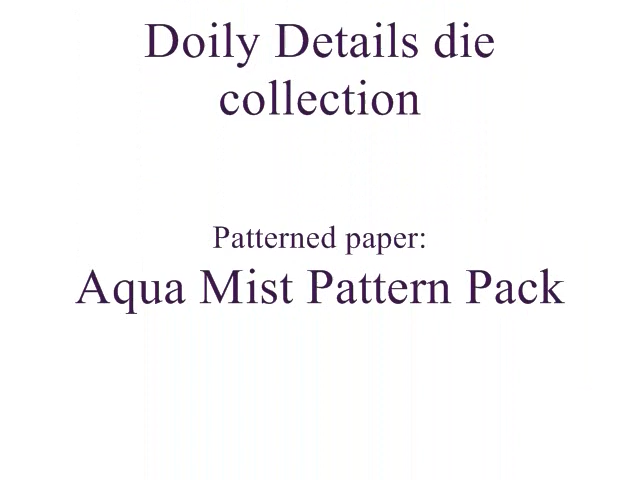 Doily Details die
collection
Patterned paper:
Aqua Mist Pattern Pack